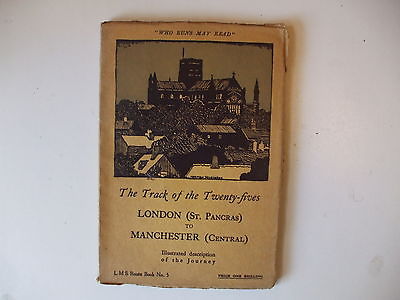 "WHO RUNS MAY READ"
The Track of the Twenty-fives
LONDON (ST. PANCRAS)
TO
MANCHESTER (CENTRAL)
Illustrated description
of the Journey
L M S Route Book No. 5
PRICE ONE SHILLING